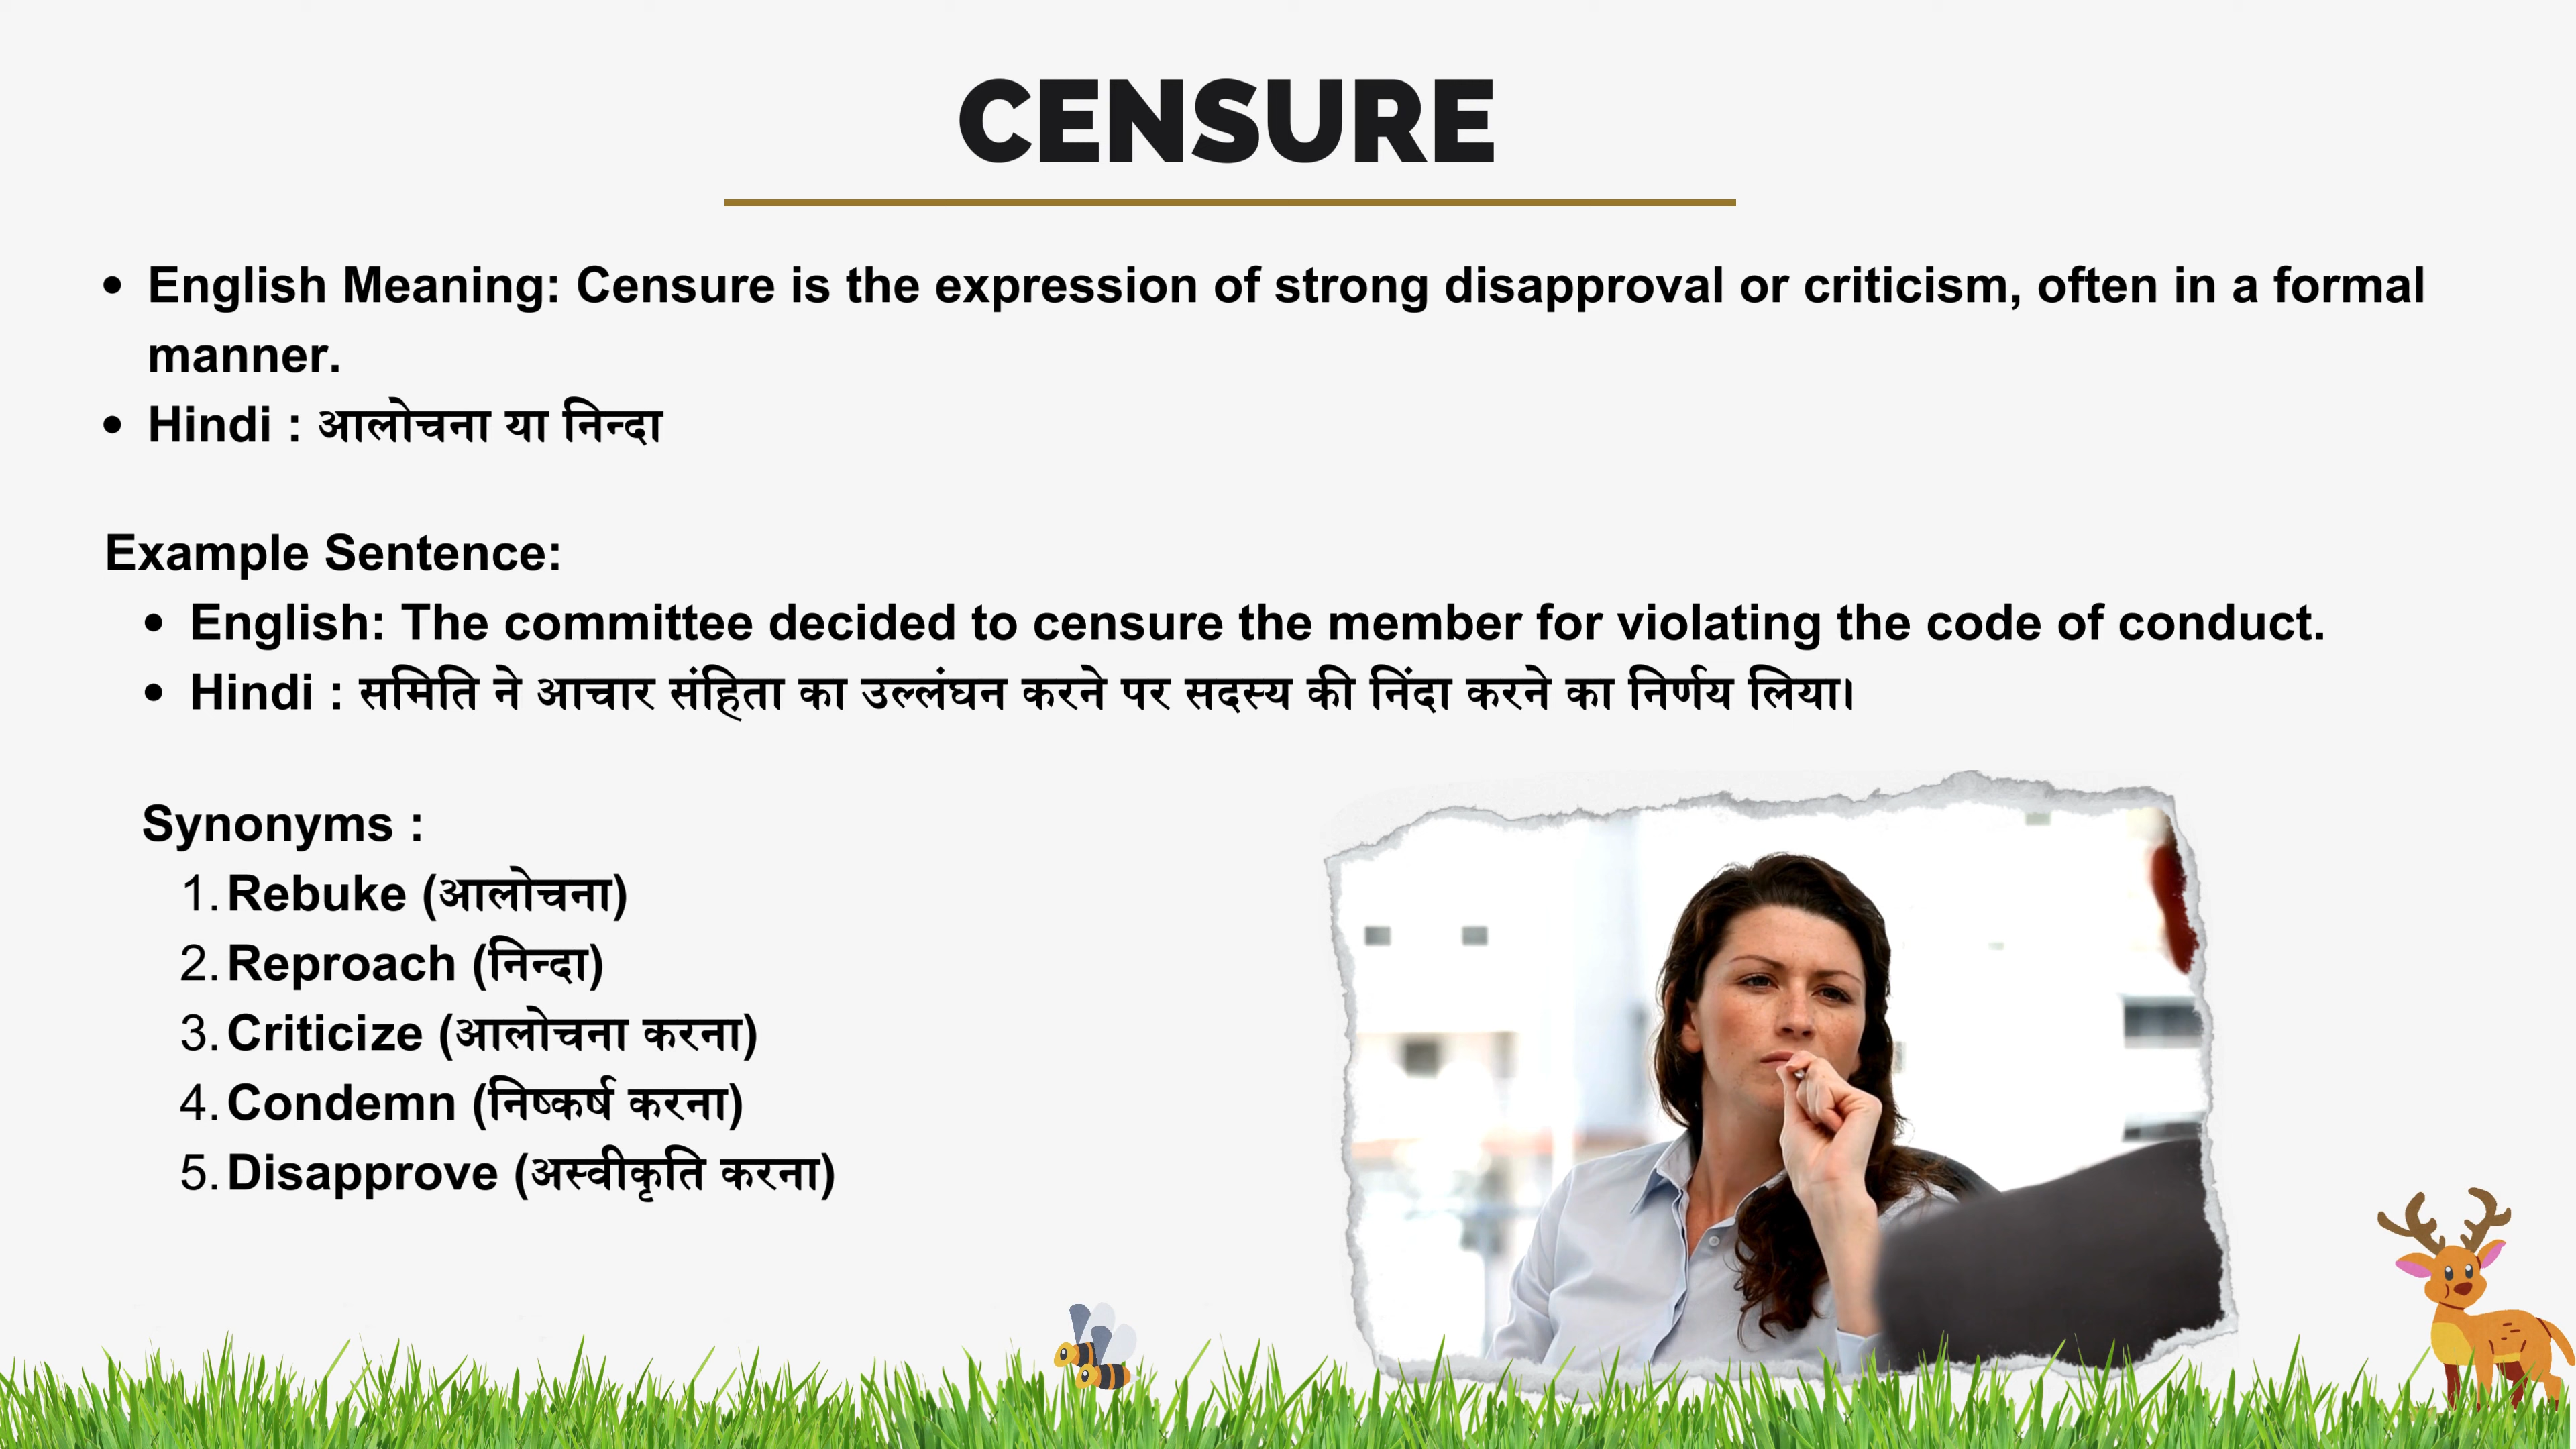 CENSURE
• English Meaning: Censure is the expression of strong disapproval or criticism, often in a formal
manner.
• Hindi : आलोचना या निन्दा
Example Sentence:
• English: The committee decided to censure the member for violating the code of conduct.
• Hindi : समिति ने आचार संहिता का उल्लंघन करने पर सदस्य की निंदा करने का निर्णय लिया।
Synonyms :
1. Rebuke (आलोचना)
2. Reproach (निन्दा)
3. Criticize (आलोचना करना)
4. Condemn (निष्कर्ष करना)
5. Disapprove (अस्वीकृति करना)